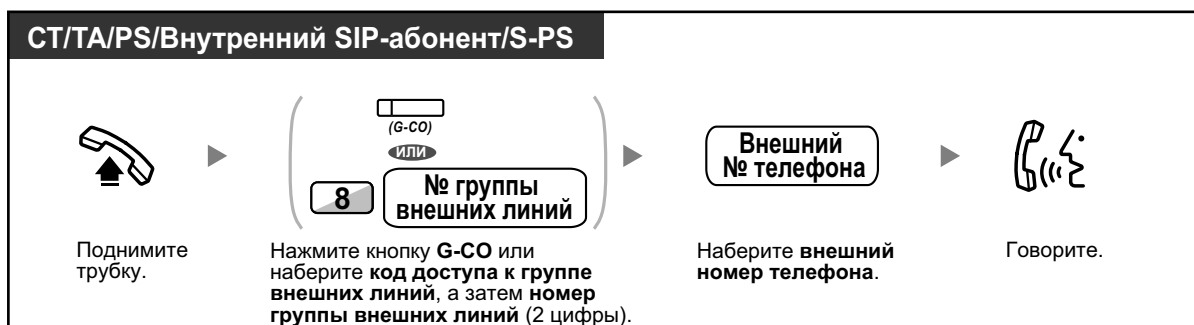 СТ/ТА/PS/Внутренний SIP-абонент/S-PS
(G-CO)
ИЛИ
8
№ группы
внешних линий
Внешний
№ телефона
Поднимите
трубку.
Нажмите кнопку G-CO или
наберите код доступа к группе
внешних линий, а затем номер
группы внешних линий (2 цифры).
Наберите внешний
номер телефона.
Говорите.